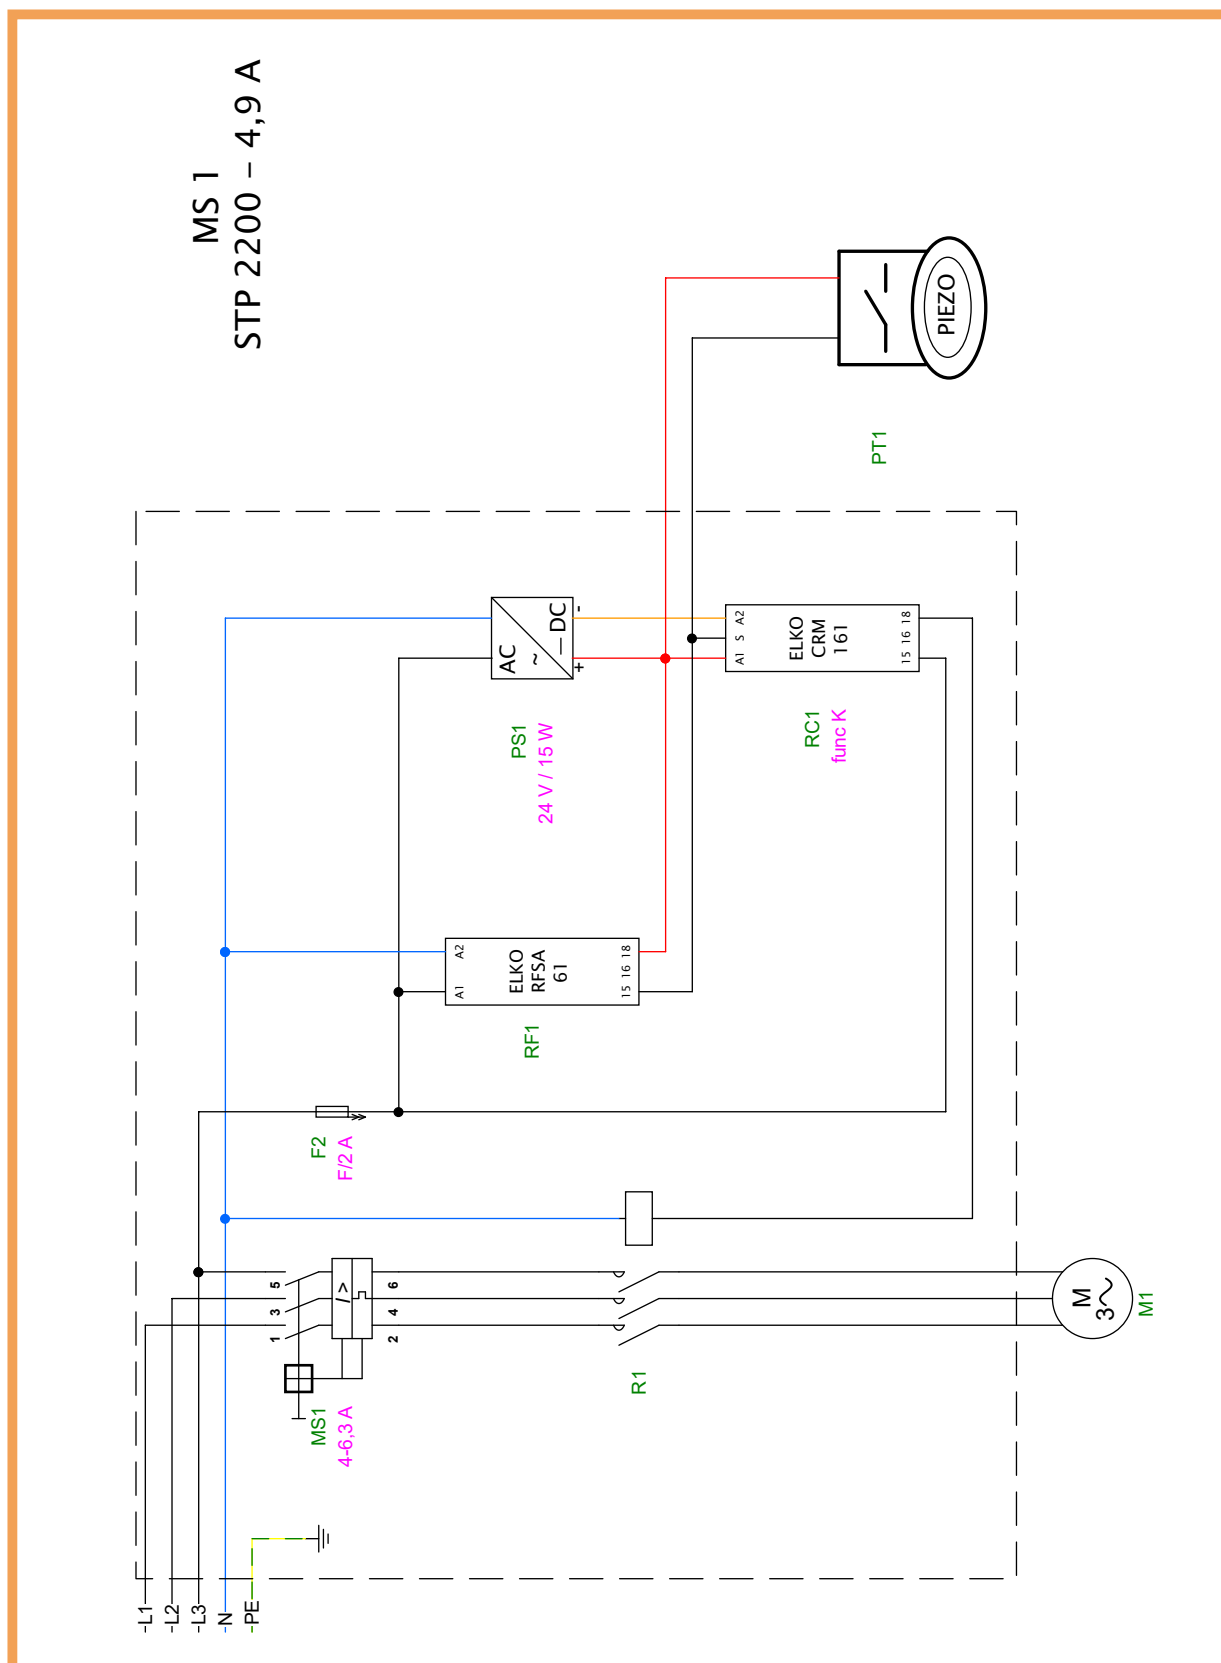 MS 1
STP 2200 – 4,9 A
PIEZO
PT1
AC
~
DC
-
+
PS1
24 V / 15 W
A1 S A2
ELKO
CRM
161
15 16 18
RC1
func K
A1 A2
ELKO
RFSA
61
15 16 18
RF1
F2
F/2 A
1 3 5
I >
2 4 6
MS1
4-6,3 A
R1
M
3~
M1
-L1
-L2
-L3
-N
-PE